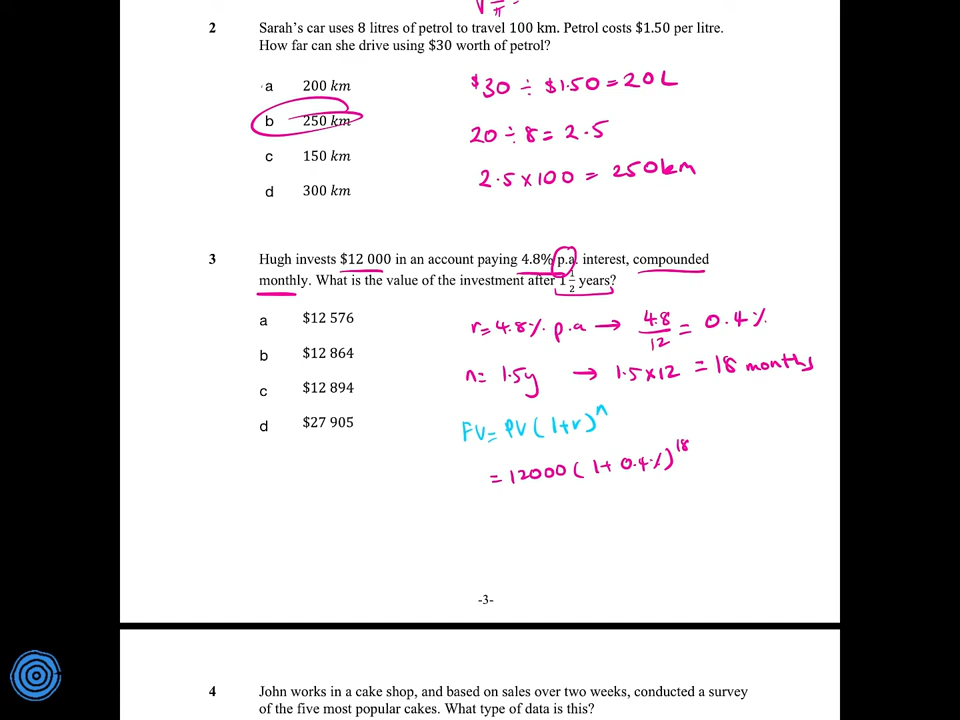 √ π =
2 Sarah's car uses 8 litres of petrol to travel 100 km. Petrol costs $1.50 per litre.
How far can she drive using $30 worth of petrol?
a 200 km
b 250 km
c 150 km
d 300 km
$30 ÷ $1.50 = 20L
20 ÷ 8 = 2.5
2.5 × 100 = 250km
3 Hugh invests $12 000 in an account paying 4.8% p.a. interest, compounded
monthly. What is the value of the investment after 1 1/2 years?
a $12 576
b $12 864
c $12 894
d $27 905
r = 4.8% p.a → 4.8/12 = 0.4%
n = 1.5y → 1.5×12 = 18 months
FV = PV(1+r)^n
= 12000(1+0.4%)^18
-3-
4 John works in a cake shop, and based on sales over two weeks, conducted a survey
of the five most popular cakes. What type of data is this?